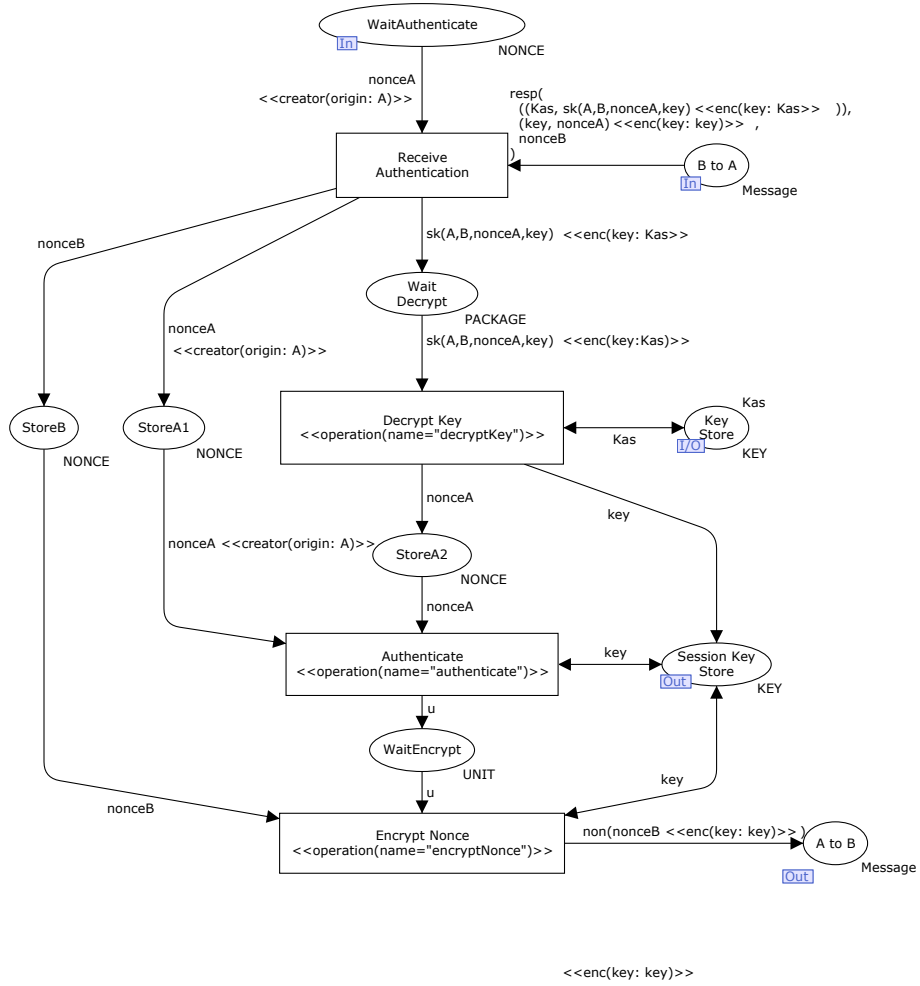 WaitAuthenticate
In
NONCE
nonceA
<<creator(origin: A)>>
resp(
((Kas, sk(A,B,nonceA,key) <<enc(key: Kas>> )),
(key, nonceA) <<enc(key: key)>> ,
nonceB
)
Receive
Authentication
B to A
In
Message
nonceB
sk(A,B,nonceA,key) <<enc(key: Kas>>
Wait
Decrypt
PACKAGE
nonceA
<<creator(origin: A)>>
sk(A,B,nonceA,key) <<enc(key:Kas)>>
StoreB
NONCE
StoreA1
NONCE
Decrypt Key
<<operation(name="decryptKey")>>
Kas
Kas
Key
Store
I/O
KEY
nonceA
key
nonceA <<creator(origin: A)>>
StoreA2
NONCE
nonceA
Authenticate
<<operation(name="authenticate")>>
key
Session Key
Store
Out
KEY
u
WaitEncrypt
UNIT
u
key
nonceB
Encrypt Nonce
<<operation(name="encryptNonce")>>
non(nonceB <<enc(key: key)>> )
A to B
Message
Out
<<enc(key: key)>>